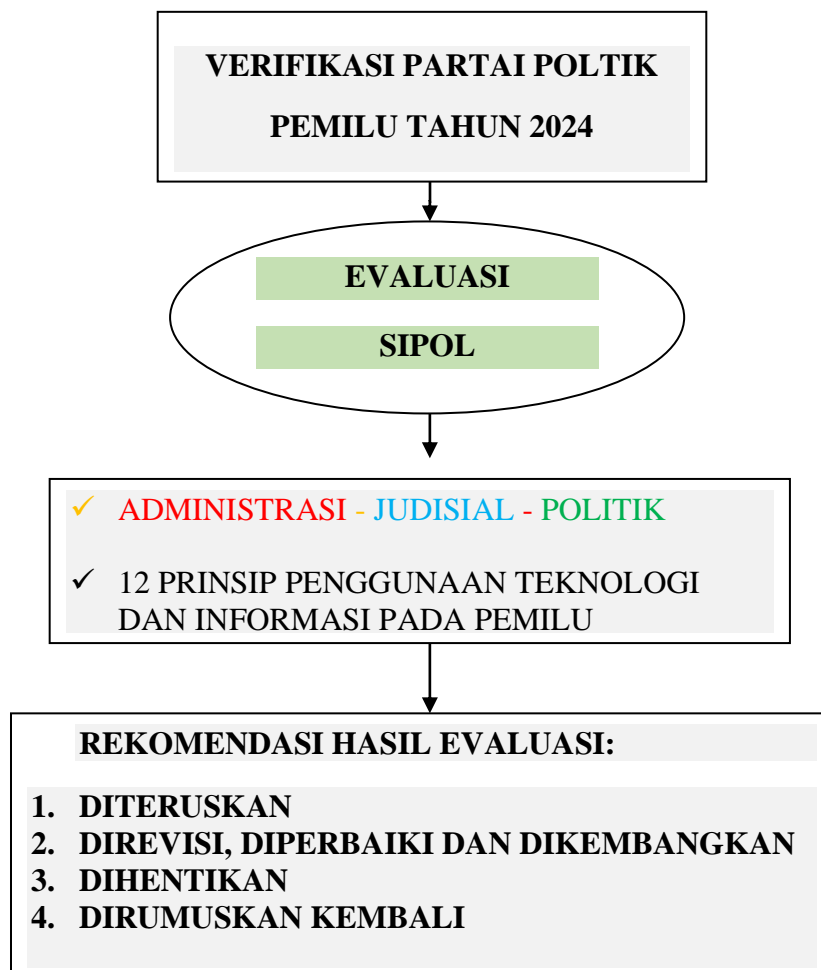 VERIFIKASI PARTAI POLTIK
PEMILU TAHUN 2024
EVALUASI
SIPOL
✓ ADMINISTRASI - JUDISIAL - POLITIK
✓ 12 PRINSIP PENGGUNAAN TEKNOLOGI
DAN INFORMASI PADA PEMILU
REKOMENDASI HASIL EVALUASI:
1. DITERUSKAN
2. DIREVISI, DIPERBAIKI DAN DIKEMBANGKAN
3. DIHENTIKAN
4. DIRUMUSKAN KEMBALI